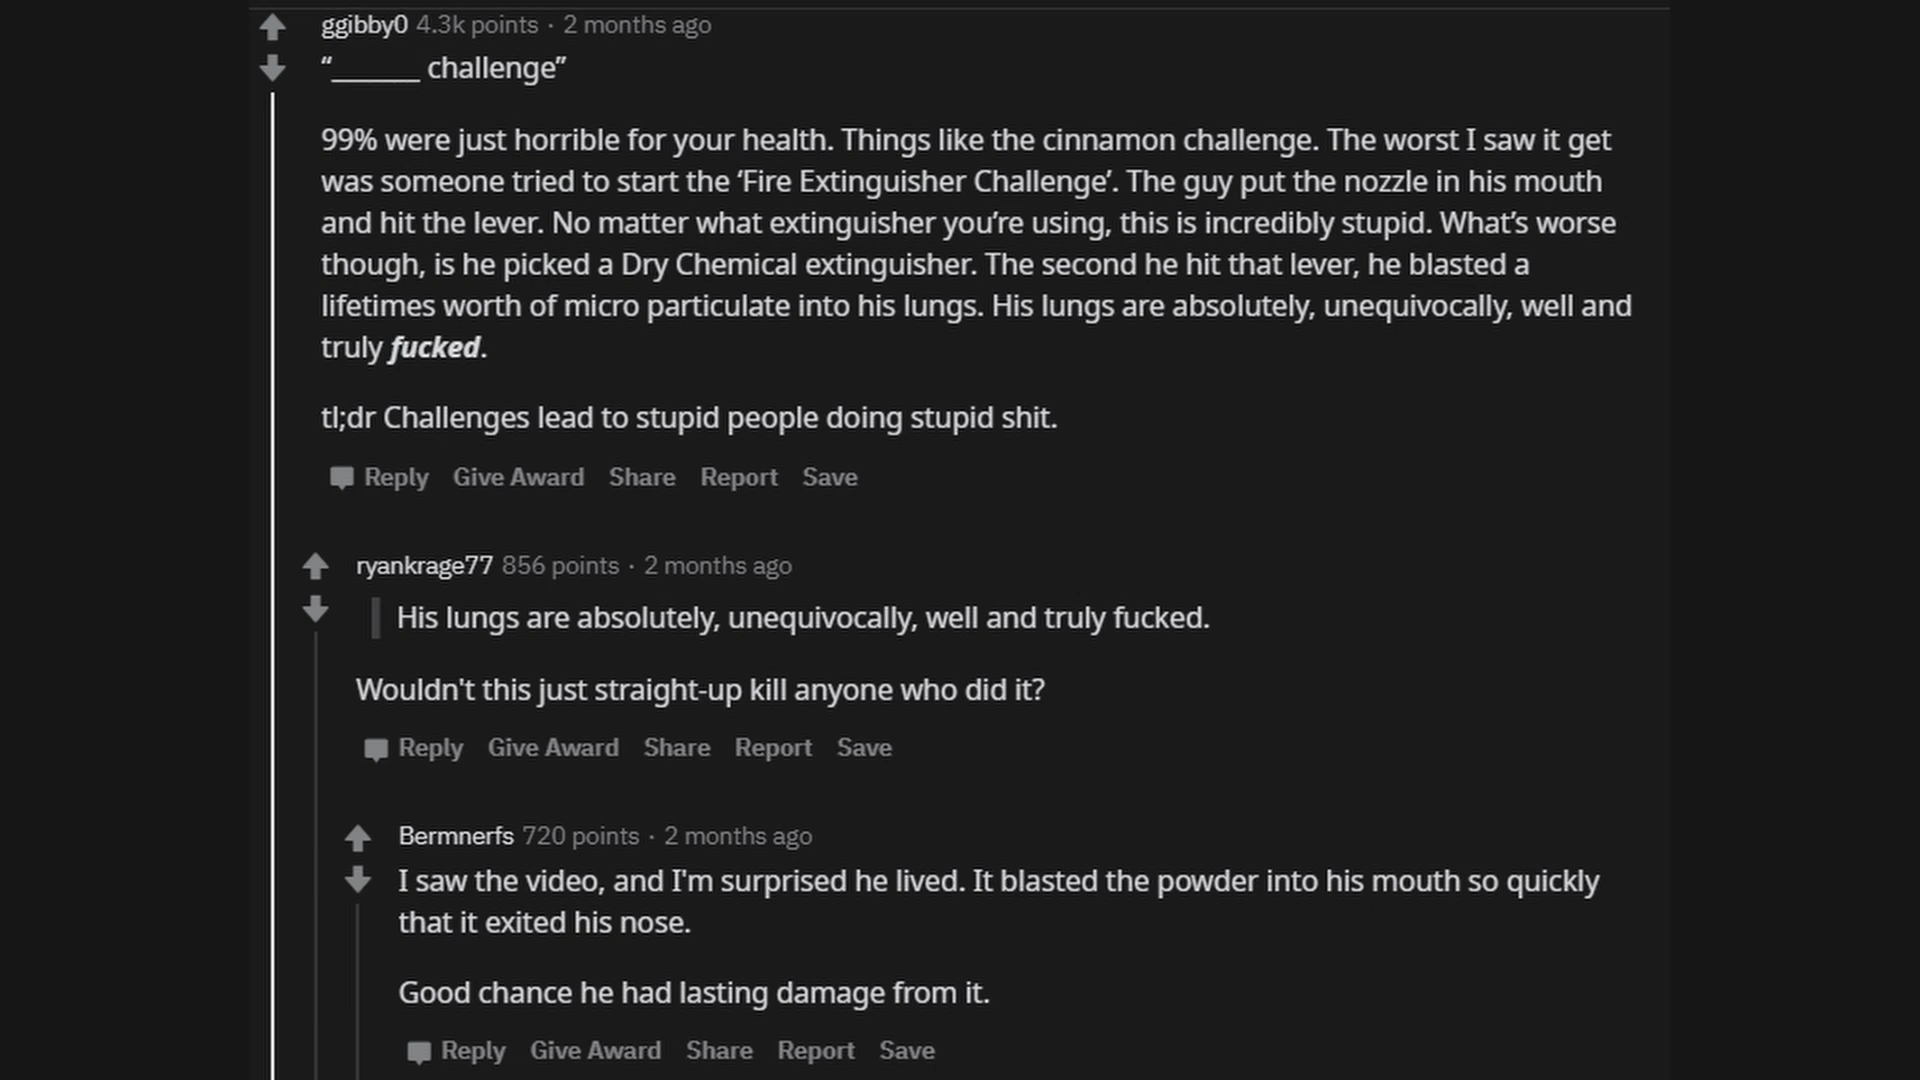 ggibby0 4.3k points · 2 months ago
“______ challenge”
99% were just horrible for your health. Things like the cinnamon challenge. The worst I saw it get
was someone tried to start the ‘Fire Extinguisher Challenge’. The guy put the nozzle in his mouth
and hit the lever. No matter what extinguisher you’re using, this is incredibly stupid. What’s worse
though, is he picked a Dry Chemical extinguisher. The second he hit that lever, he blasted a
lifetimes worth of micro particulate into his lungs. His lungs are absolutely, unequivocally, well and
truly fucked.
tl;dr Challenges lead to stupid people doing stupid shit.
Reply Give Award Share Report Save
ryankrage77 856 points · 2 months ago
His lungs are absolutely, unequivocally, well and truly fucked.
Wouldn't this just straight-up kill anyone who did it?
Reply Give Award Share Report Save
Bermnerfs 720 points · 2 months ago
I saw the video, and I'm surprised he lived. It blasted the powder into his mouth so quickly
that it exited his nose.
Good chance he had lasting damage from it.
Reply Give Award Share Report Save